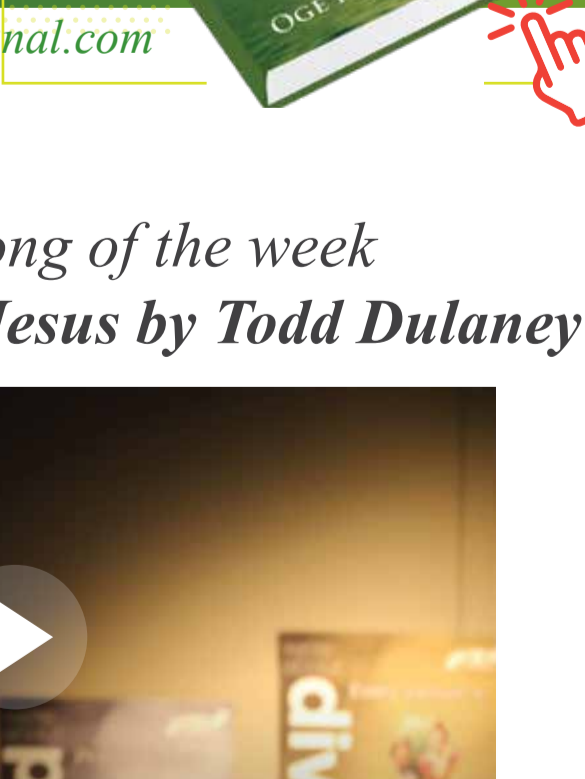 OGE
nal.com
ong of the week
Jesus by Todd Dulaney
div
p